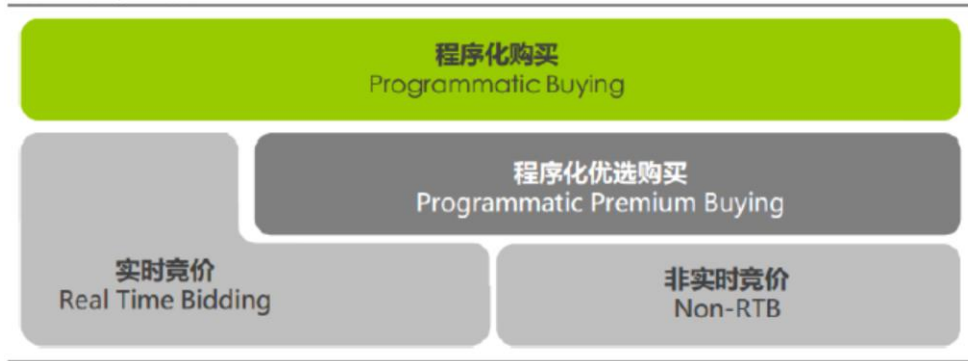 程序化购买
Programmatic Buying
程序化优选购买
Programmatic Premium Buying
实时竞价
Real Time Bidding
非实时竞价
Non-RTB